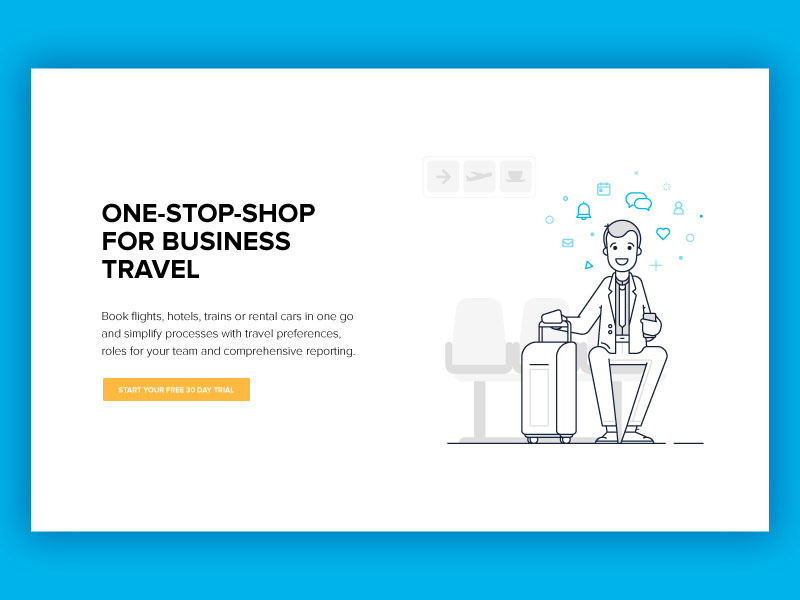 ONE-STOP-SHOP
FOR BUSINESS
TRAVEL
Book flights, hotels, trains or rental cars in one go
and simplify processes with travel preferences,
roles for your team and comprehensive reporting.
START YOUR FREE 30 DAY TRIAL